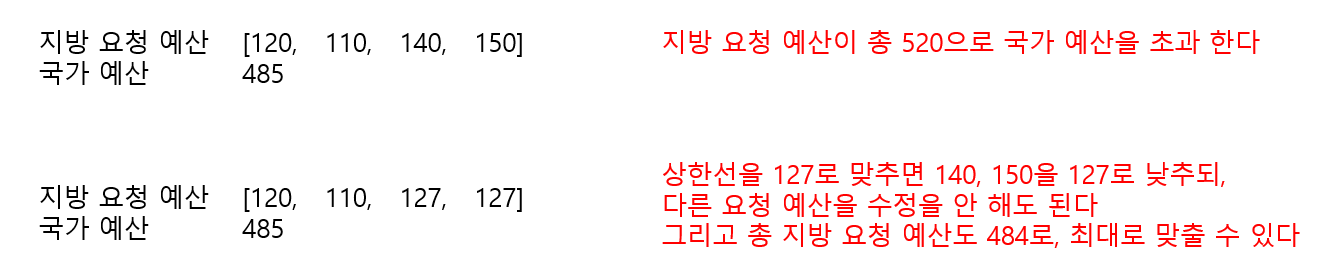 지방 요청 예산 [120, 110, 140, 150] 지방 요청 예산이 총 520으로 국가 예산을 초과 한다
국가 예산 485
상한선을 127로 맞추면 140, 150을 127로 낮추되,
지방 요청 예산 [120, 110, 127, 127] 다른 요청 예산을 수정을 안 해도 된다
국가 예산 485 그리고 총 지방 요청 예산도 484로, 최대로 맞출 수 있다